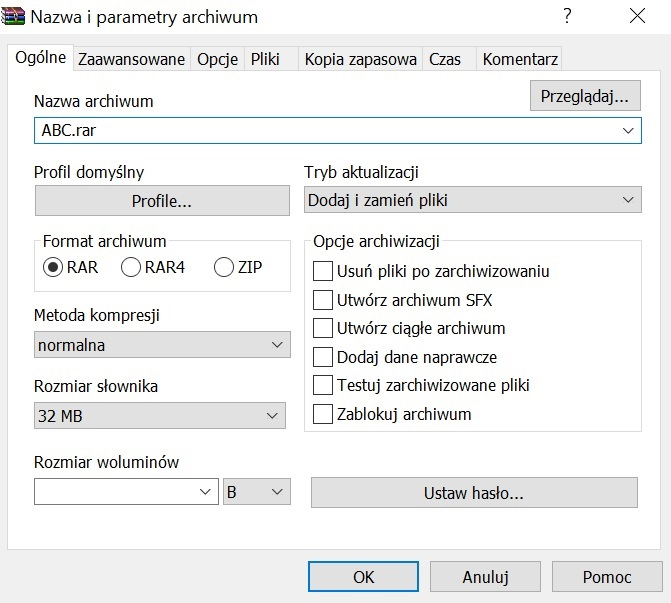 Nazwa i parametry archiwum
?
Ogólne Zaawansowane Opcje Pliki Kopia zapasowa Czas Komentarz
Nazwa archiwum
Przeglądaj...
ABC.rar
Profil domyślny
Profile...
Tryb aktualizacji
Dodaj i zamień pliki
Format archiwum
RAR RAR4 ZIP
Metoda kompresji
normalna
Rozmiar słownika
32 MB
Opcje archiwizacji
Usuń pliki po zarchiwizowaniu
Utwórz archiwum SFX
Utwórz ciągłe archiwum
Dodaj dane naprawcze
Testuj zarchiwizowane pliki
Zablokuj archiwum
Rozmiar woluminów
B
Ustaw hasło...
OK Anuluj Pomoc